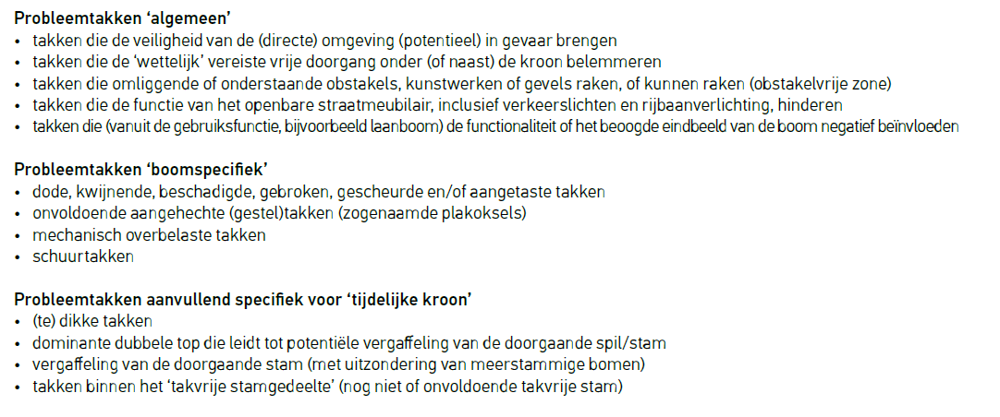 Probleemtakken ‘algemeen’
• takken die de veiligheid van de (directe) omgeving (potentieel) in gevaar brengen
• takken die de ‘wettelijk’ vereiste vrije doorgang onder (of naast) de kroon belemmeren
• takken die omliggende of onderstaande obstakels, kunstwerken of gevels raken, of kunnen raken (obstakelvrije zone)
• takken die de functie van het openbare straatmeubilair, inclusief verkeerslichten en rijbaanverlichting, hinderen
• takken die (vanuit de gebruiksfunctie, bijvoorbeeld laanboom) de functionaliteit of het beoogde eindbeeld van de boom negatief beïnvloeden
Probleemtakken ‘boomspecifiek’
• dode, kwijnende, beschadigde, gebroken, gescheurde en/of aangetaste takken
• onvoldoende aangehechte (gestel)takken (zogenaamde plakoksels)
• mechanisch overbelaste takken
• schuurtakken
Probleemtakken aanvullend specifiek voor ‘tijdelijke kroon’
• (te) dikke takken
• dominante dubbele top die leidt tot potentiële vergaffeling van de doorgaande spil/stam
• vergaffeling van de doorgaande stam (met uitzondering van meerstammige bomen)
• takken binnen het ‘takvrije stamgedeelte’ (nog niet of onvoldoende takvrije stam)